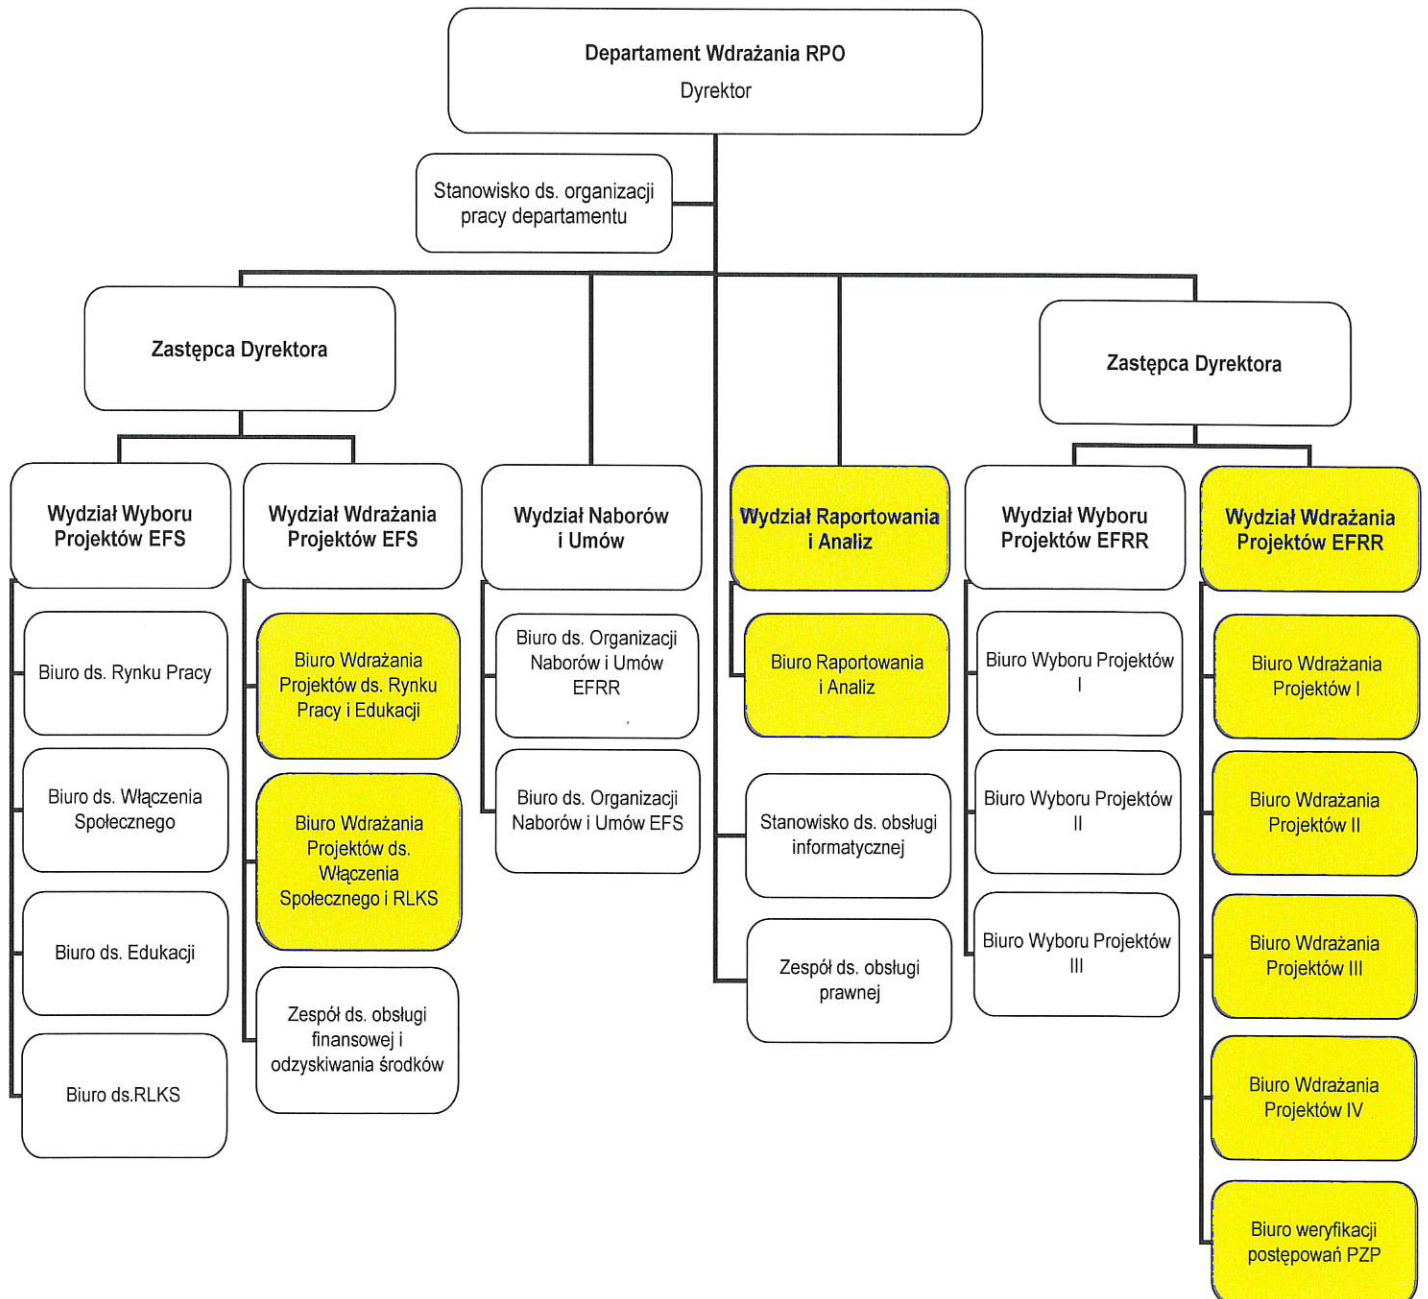 Departament Wdrażania RPO
Dyrektor
Stanowisko ds. organizacji
pracy departamentu
Zastępca Dyrektora
Zastępca Dyrektora
Wydział Wyboru
Projektów EFS
Biuro ds. Rynku Pracy
Biuro ds. Włączenia
Społecznego
Biuro ds. Edukacji
Biuro ds.RLKS
Wydział Wdrażania
Projektów EFS
Biuro Wdrażania
Projektów ds. Rynku
Pracy i Edukacji
Biuro Wdrażania
Projektów ds.
Włączenia
Społecznego i RLKS
Zespół ds. obsługi
finansowej i
odzyskiwania środków
Wydział Naborów
i Umów
Biuro ds. Organizacji
Naborów i Umów
EFRR
Biuro ds. Organizacji
Naborów i Umów EFS
Wydział Raportowania
i Analiz
Biuro Raportowania
i Analiz
Stanowisko ds. obsługi
informatycznej
Zespół ds. obsługi
prawnej
Wydział Wyboru
Projektów EFRR
Biuro Wyboru Projektów
I
Biuro Wyboru Projektów
II
Biuro Wyboru Projektów
III
Wydział Wdrażania
Projektów EFRR
Biuro Wdrażania
Projektów I
Biuro Wdrażania
Projektów II
Biuro Wdrażania
Projektów III
Biuro Wdrażania
Projektów IV
Biuro weryfikacji
postępowań PZP